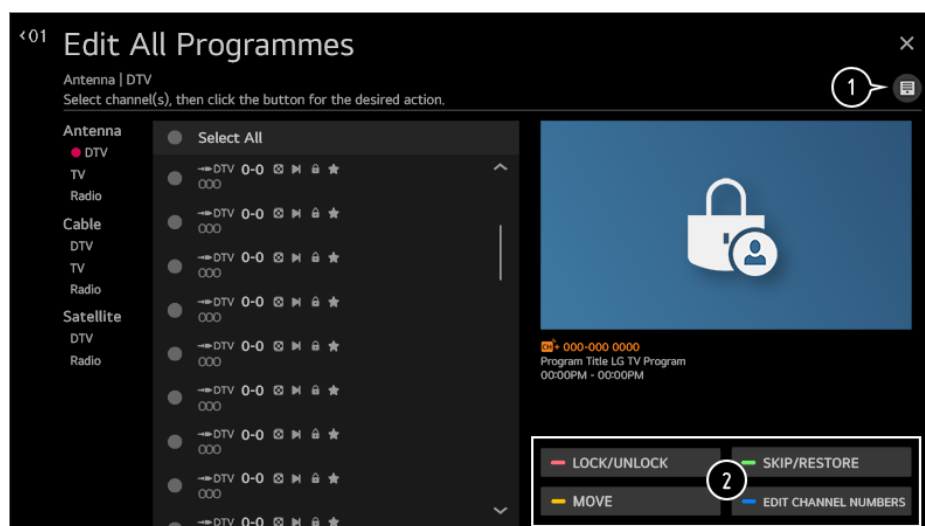 01 Edit All Programmes
Antenna | DTV
Select channel(s), then click the button for the desired action.
1
Antenna
DTV
TV
Radio
Cable
DTV
TV
Radio
Satellite
DTV
Radio
Select All
DTV 0-0
000
DTV 0-0
000
DTV 0-0
000
DTV 0-0
000
DTV 0-0
000
DTV 0-0
000
DTV 0-0
000
DTV 0-0
000
DTV 0-0
CH+ 000-000 0000
Program Title LG TV Program
00:00PM - 00:00PM
LOCK/UNLOCK
SKIP/RESTORE
2
MOVE
EDIT CHANNEL NUMBERS